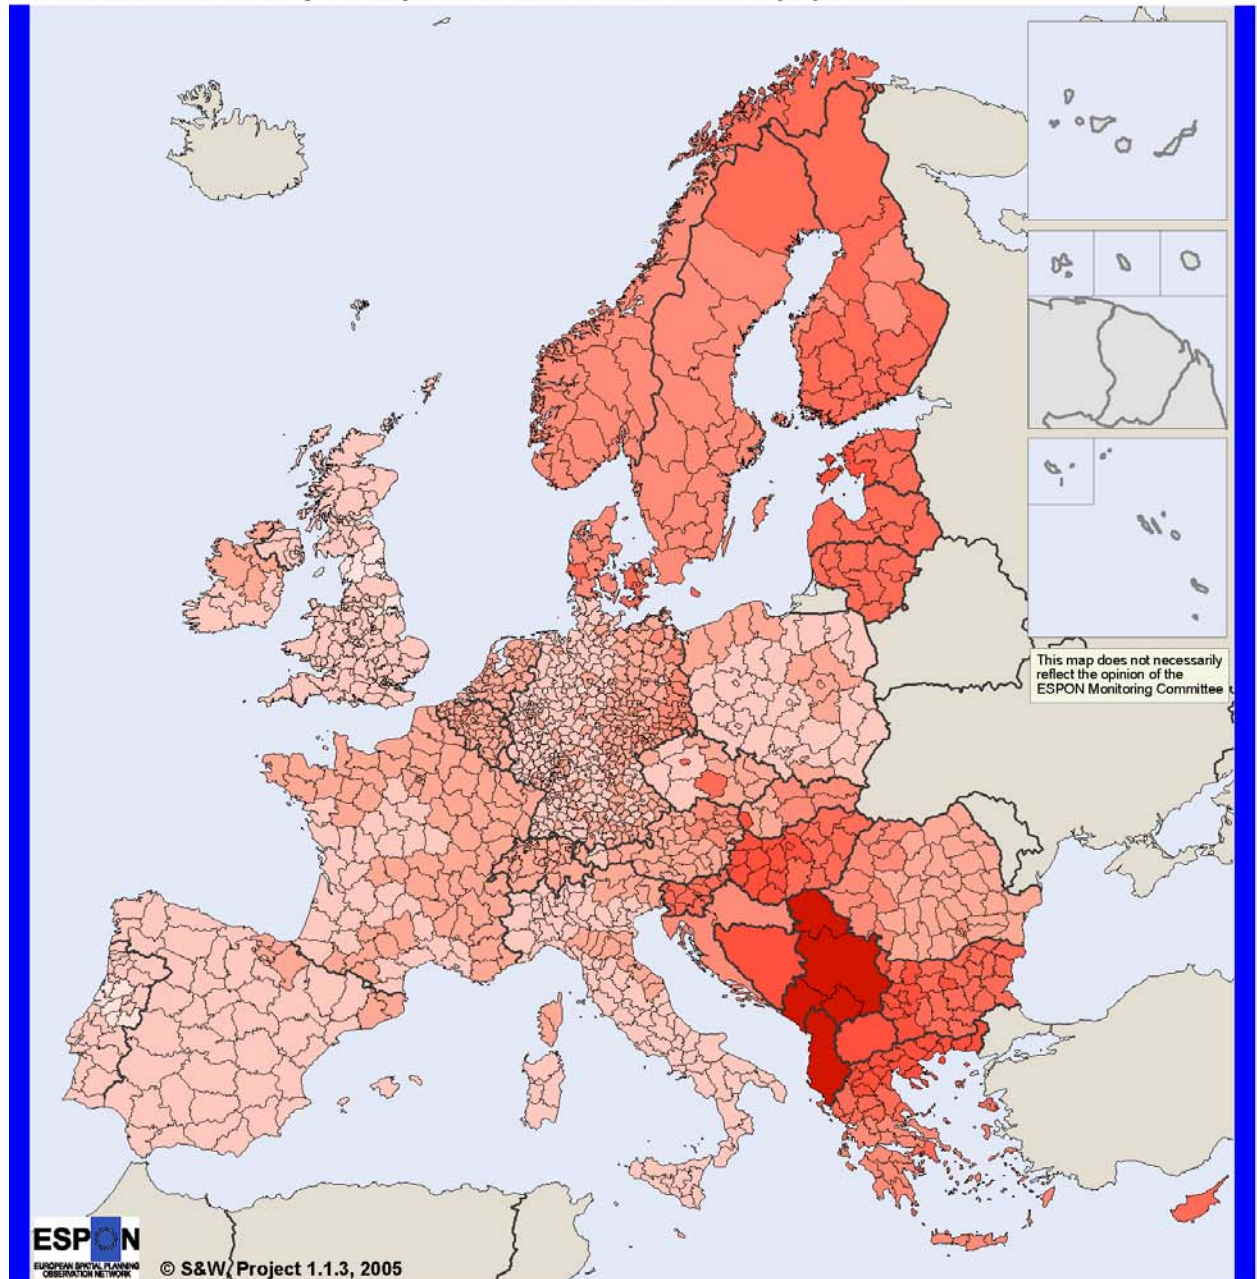 This map does not necessarily
reflect the opinion of the
ESPON Monitoring Committee
ESPON
EUROPEAN SPATIAL PLANNING
OBSERVATION NETWORK
© S&W, Project 1.1.3, 2005